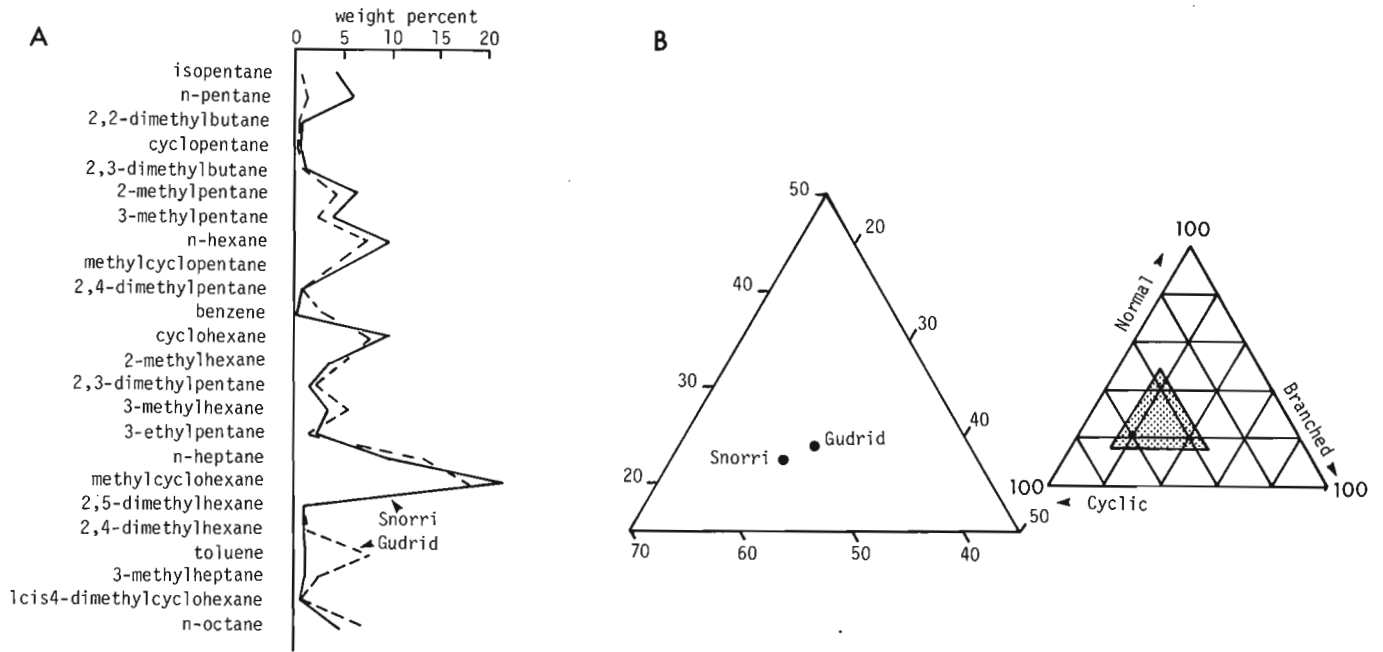 A
weight percent
0 5 10 15 20
isopentane
n-pentane
2,2-dimethylbutane
cyclopentane
2,3-dimethylbutane
2-methylpentane
3-methylpentane
n-hexane
methylcyclopentane
2,4-dimethylpentane
benzene
cyclohexane
2-methylhexane
2,3-dimethylpentane
3-methylhexane
3-ethylpentane
n-heptane
methylcyclohexane
2,5-dimethylhexane
2,4-dimethylhexane
toluene
3-methylheptane
1cis4-dimethylcyclohexane
n-octane
Snorri
Gudrid
B
50
40
30
20
20
30
40
50
70 60 50 40
Snorri
Gudrid
100
Normal
Branched
100
Cyclic
100